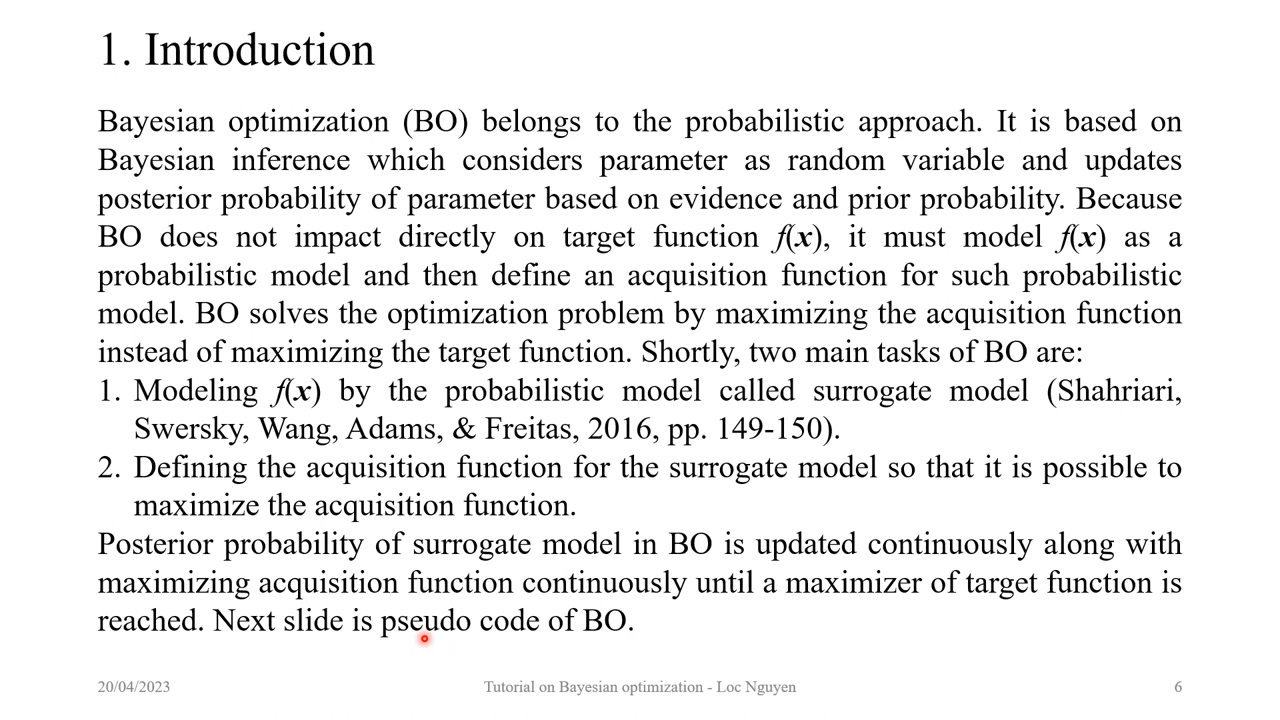 1. Introduction
Bayesian optimization (BO) belongs to the probabilistic approach. It is based on
Bayesian inference which considers parameter as random variable and updates
posterior probability of parameter based on evidence and prior probability. Because
BO does not impact directly on target function f(x), it must model f(x) as a
probabilistic model and then define an acquisition function for such probabilistic
model. BO solves the optimization problem by maximizing the acquisition function
instead of maximizing the target function. Shortly, two main tasks of BO are:
1. Modeling f(x) by the probabilistic model called surrogate model (Shahriari,
Swersky, Wang, Adams, & Freitas, 2016, pp. 149-150).
2. Defining the acquisition function for the surrogate model so that it is possible to
maximize the acquisition function.
Posterior probability of surrogate model in BO is updated continuously along with
maximizing acquisition function continuously until a maximizer of target function is
reached. Next slide is pseudo code of BO.
20/04/2023 Tutorial on Bayesian optimization - Loc Nguyen 6